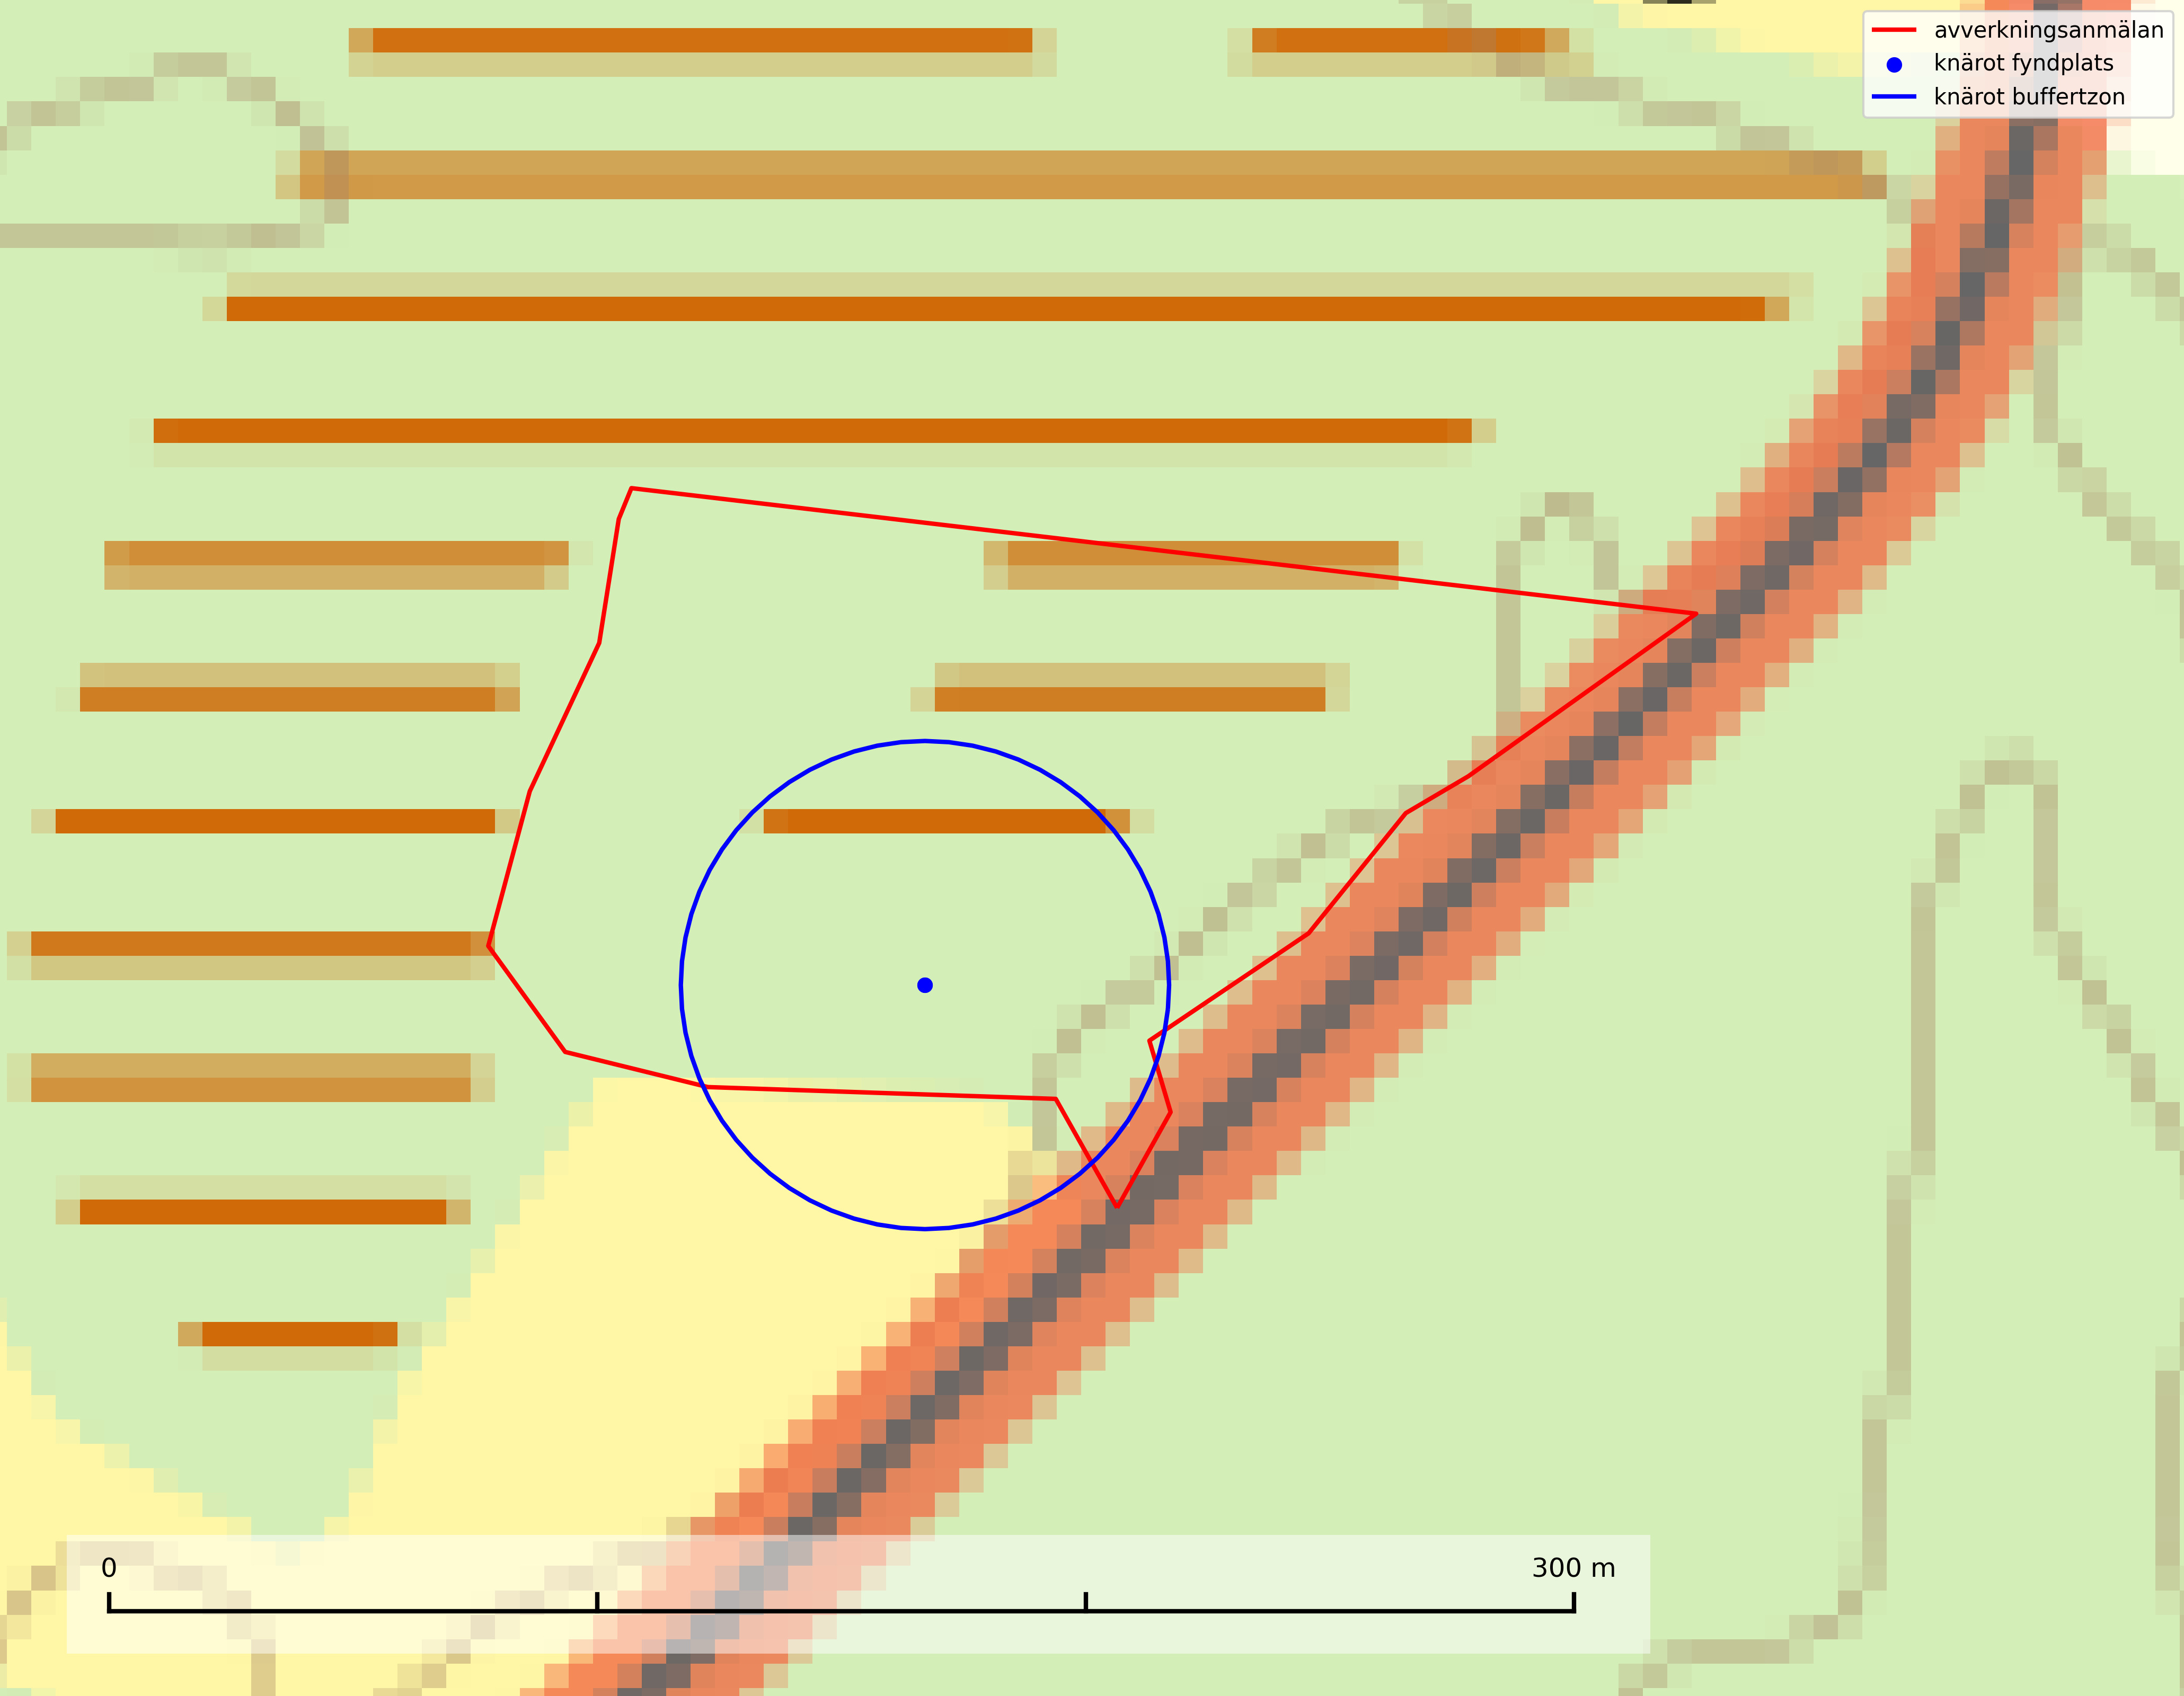 avverkningsanmälan
knärot fyndplats
knärot buffertzon
0 300 m